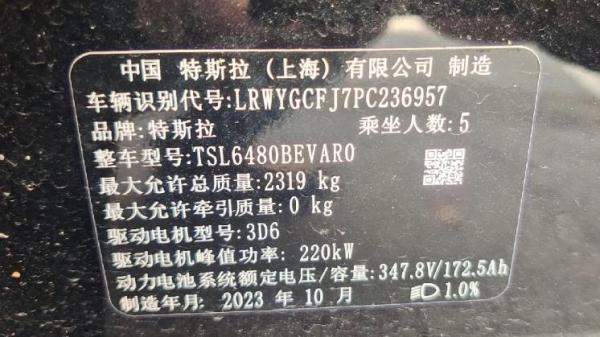 中国 特斯拉（上海）有限公司 制造
车辆识别代号:LRWYGCFJ7PC236957
品牌:特斯拉 乘坐人数:5
整车型号:TSL6480BEVAR0
最大允许总质量:2319 kg
最大允许牵引质量:0 kg
驱动电机型号:3D6
驱动电机峰值功率: 220kW
动力电池系统额定电压/容量:347.8V/172.5Ah
制造年月: 2023 年 10 月 1.0%